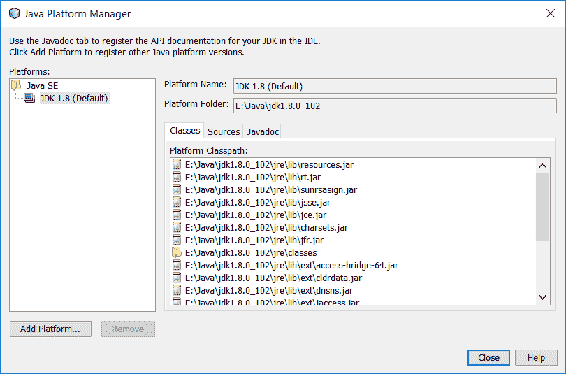 Java Platform Manager
Use the Javadoc tab to register the API documentation for your JDK in the IDE.
Click Add Platform to register other Java platform versions.
Platforms:
Java SE
JDK 1.8 (Default)
Platform Name:
JDK 1.8 (Default)
Platform Folder:
E:\Java\jdk1.8.0_102
Classes
Sources
Javadoc
Platform Classpath:
E:\Java\jdk1.8.0_102\jre\lib\resources.jar
E:\Java\jdk1.8.0_102\jre\lib\rt.jar
E:\Java\jdk1.8.0_102\jre\lib\sunrsasign.jar
E:\Java\jdk1.8.0_102\jre\lib\jsse.jar
E:\Java\jdk1.8.0_102\jre\lib\jce.jar
E:\Java\jdk1.8.0_102\jre\lib\charsets.jar
E:\Java\jdk1.8.0_102\jre\lib\jfr.jar
E:\Java\jdk1.8.0_102\jre\classes
E:\Java\jdk1.8.0_102\jre\lib\ext\access-bridge-64.jar
E:\Java\jdk1.8.0_102\jre\lib\ext\cldrdata.jar
E:\Java\jdk1.8.0_102\jre\lib\ext\dnsns.jar
E:\Java\jdk1.8.0_102\jre\lib\ext\jaccess.jar
Add Platform...
Remove
Close
Help